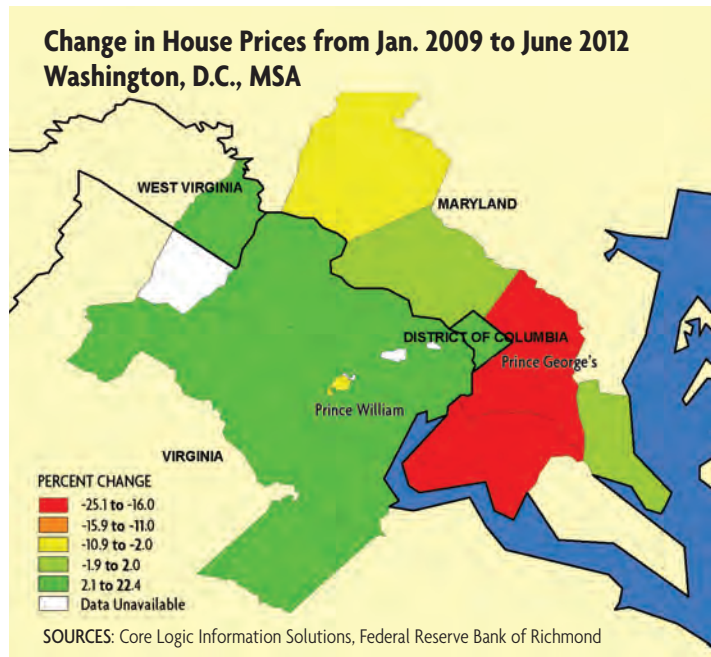 Change in House Prices from Jan. 2009 to June 2012
Washington, D.C., MSA
WEST VIRGINIA
MARYLAND
DISTRICT OF COLUMBIA
Prince George's
Prince William
VIRGINIA
PERCENT CHANGE
-25.1 to -16.0
-15.9 to -11.0
-10.9 to -2.0
-1.9 to 2.0
2.1 to 22.4
Data Unavailable
SOURCES: Core Logic Information Solutions, Federal Reserve Bank of Richmond